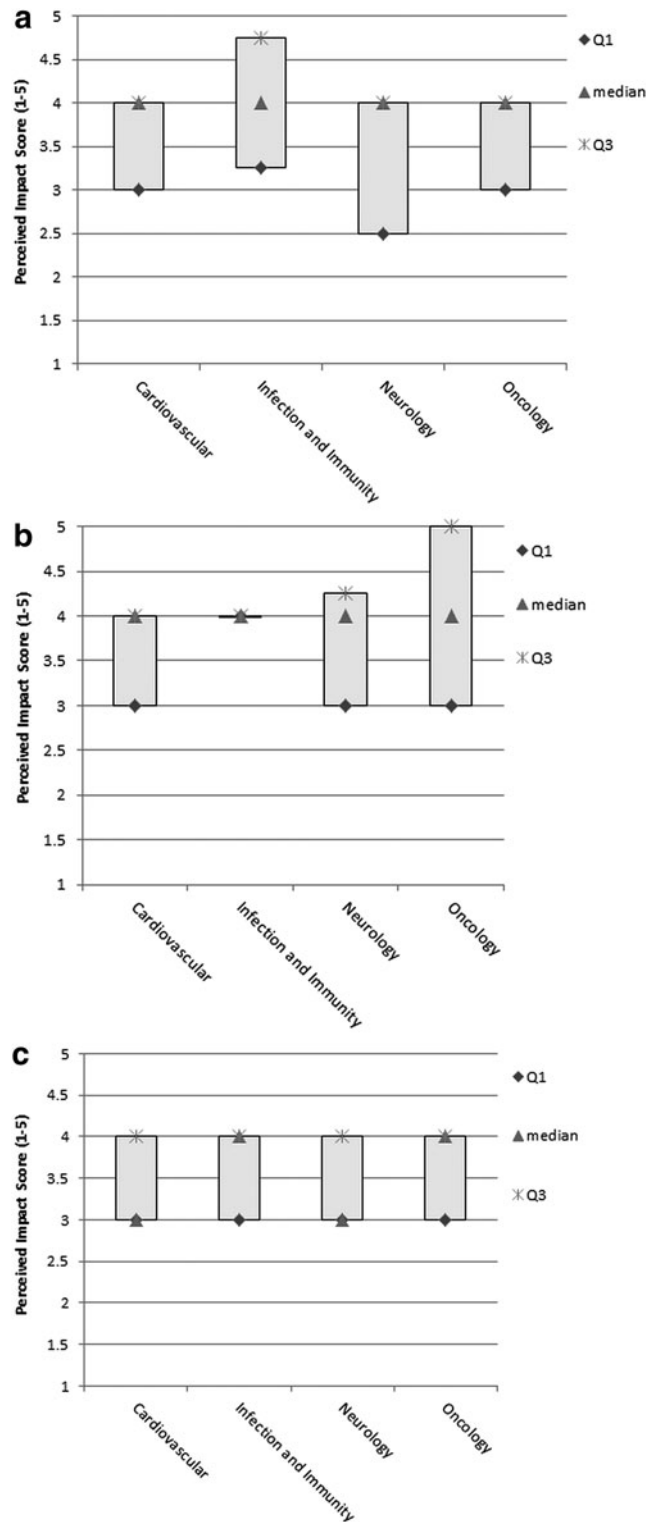 a
Perceived Impact Score (1-5)
5
4.5
4
3.5
3
2.5
2
1.5
1
Cardiovascular
Infection and Immunity
Neurology
Oncology
Q1
median
Q3
b
Perceived Impact Score (1-5)
5
4.5
4
3.5
3
2.5
2
1.5
1
Cardiovascular
Infection and Immunity
Neurology
Oncology
Q1
median
Q3
c
Perceived Impact Score (1-5)
5
4.5
4
3.5
3
2.5
2
1.5
1
Cardiovascular
Infection and Immunity
Neurology
Oncology
Q1
median
Q3